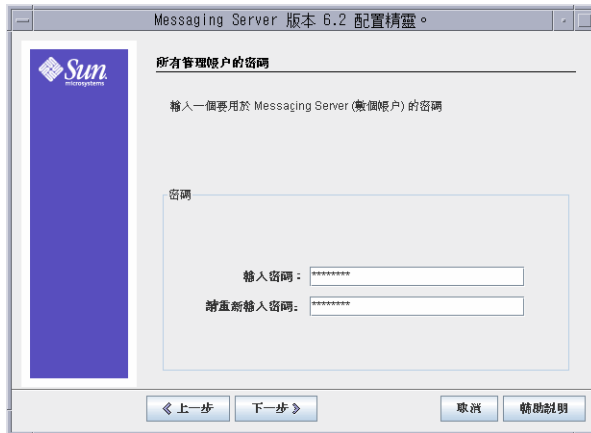 Messaging Server 版本 6.2 配置精靈。
Sun
microsystems
所有管理帳户的密碼
輸入一個要用於 Messaging Server (數個帳户) 的密碼
密碼
輸入密碼：
********
請重新輸入密碼：
********
《 上一步
下一步 》
取消
輔助說明